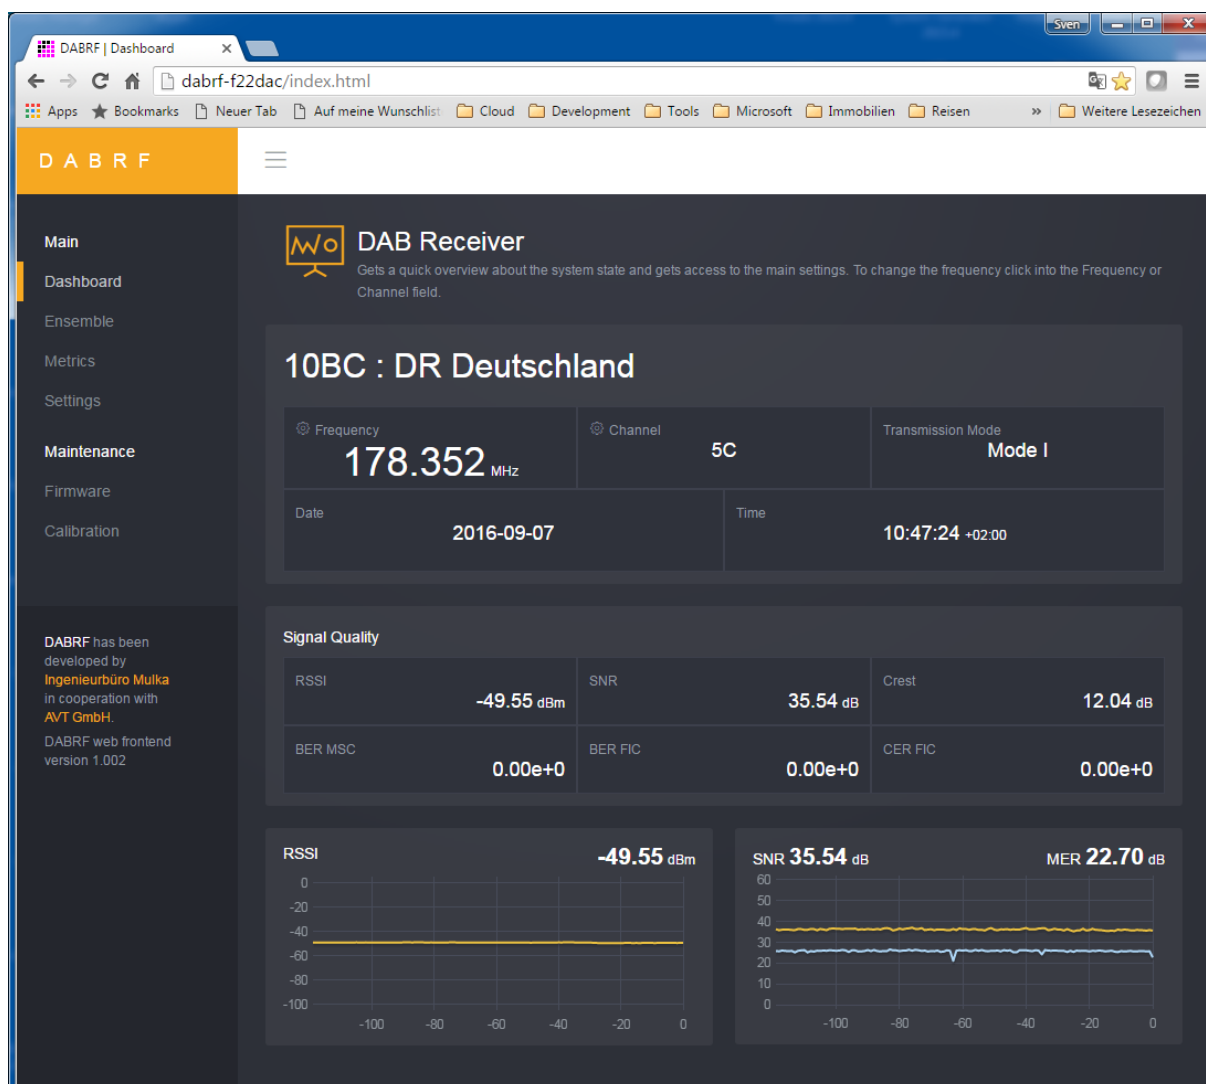 Sven
DABRF | Dashboard
dabrf-f22dac/index.html
Apps Bookmarks Neuer Tab Auf meine Wunschlist Cloud Development Tools Microsoft Immobilien Reisen » Weitere Lesezeichen
DABRF
Main
Dashboard
Ensemble
Metrics
Settings
Maintenance
Firmware
Calibration
DABRF has been
developed by
Ingenieurbüro Mulka
in cooperation with
AVT GmbH.
DABRF web frontend
version 1.002
DAB Receiver
Gets a quick overview about the system state and gets access to the main settings. To change the frequency click into the Frequency or
Channel field.
10BC : DR Deutschland
Frequency
178.352 MHz
Channel
5C
Transmission Mode
Mode I
Date
2016-09-07
Time
10:47:24 +02:00
Signal Quality
RSSI
-49.55 dBm
SNR
35.54 dB
Crest
12.04 dB
BER MSC
0.00e+0
BER FIC
0.00e+0
CER FIC
0.00e+0
RSSI -49.55 dBm
0
-20
-40
-60
-80
-100
-100 -80 -60 -40 -20 0
SNR 35.54 dB MER 22.70 dB
60
50
40
30
20
10
0
-100 -80 -60 -40 -20 0